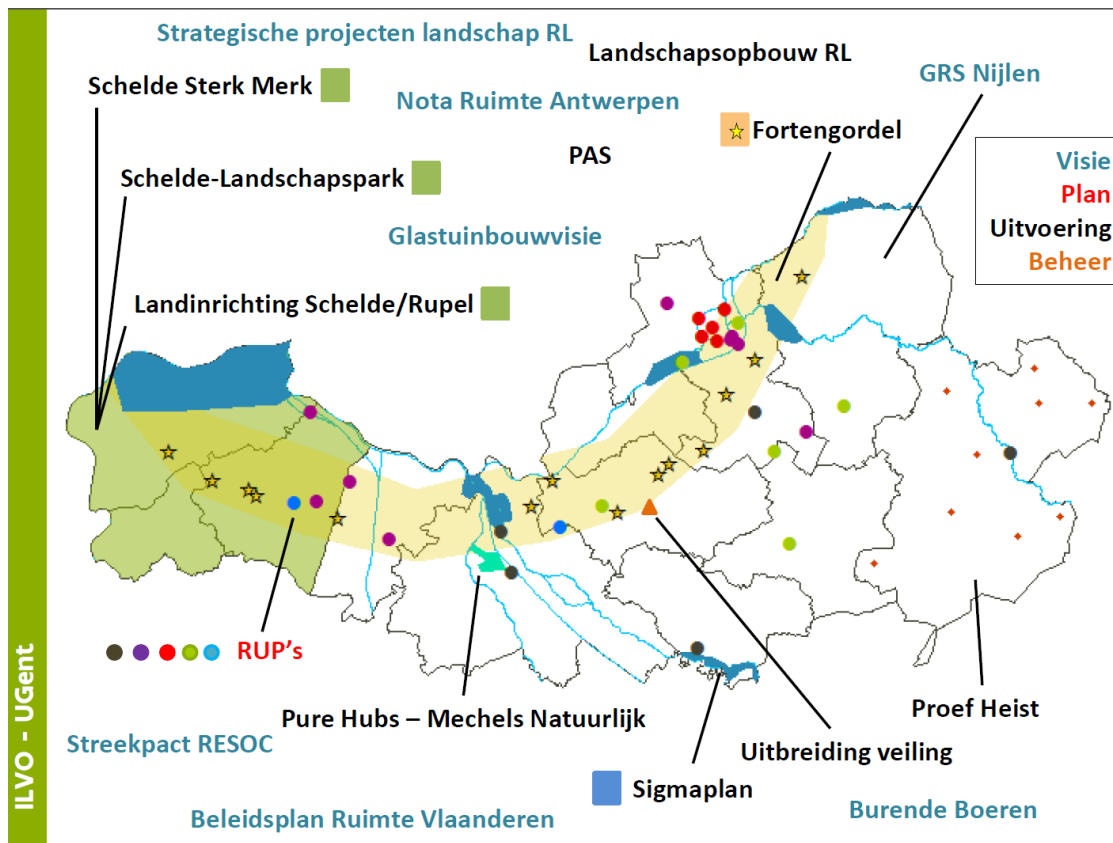 Strategische projecten landschap RL
Landschapsopbouw RL
Schelde Sterk Merk
GRS Nijlen
Nota Ruimte Antwerpen
Fortengordel
PAS
Visie
Plan
Uitvoering
Beheer
Schelde-Landschapspark
Glastuinbouwvisie
Landinrichting Schelde/Rupel
RUP's
Pure Hubs – Mechels Natuurlijk
Proef Heist
Streekpact RESOC
Uitbreiding veiling
Sigmaplan
Beleidsplan Ruimte Vlaanderen
Burende Boeren
ILVO - UGent